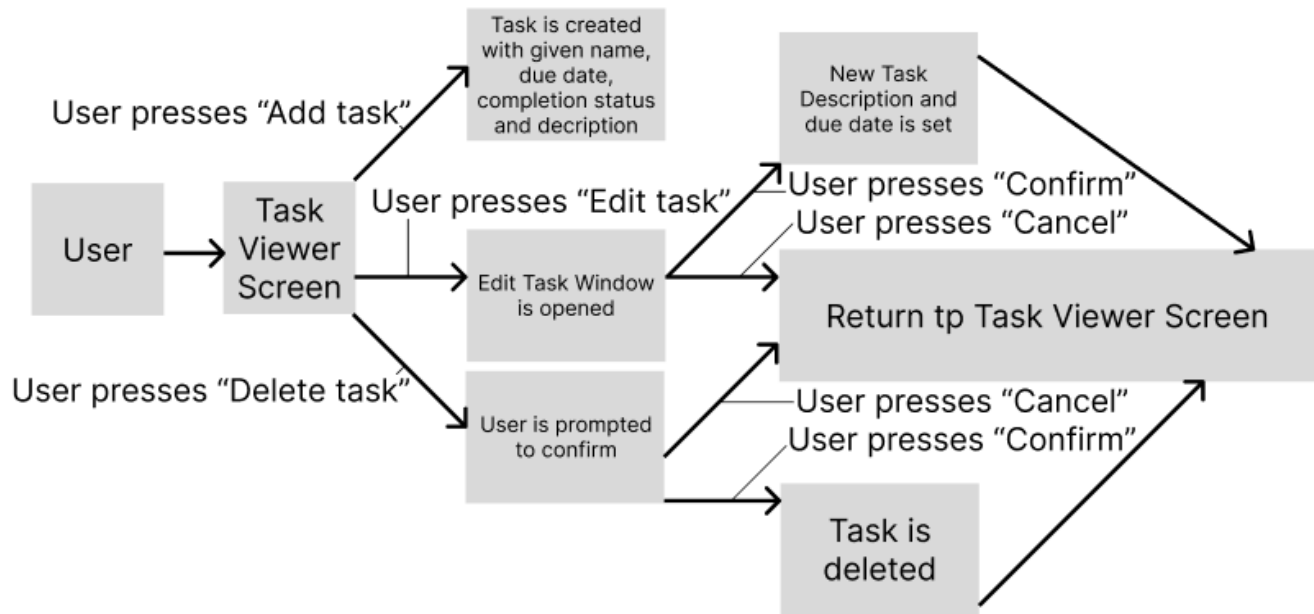 Task is created
with given name,
due date,
completion status
and decription
User presses “Add task”
User
Task
Viewer
Screen
User presses “Edit task”
Edit Task Window
is opened
User presses “Delete task”
User is prompted
to confirm
New Task
Description and
due date is set
User presses “Confirm”
User presses “Cancel”
Return tp Task Viewer Screen
User presses “Cancel”
User presses “Confirm”
Task is
deleted